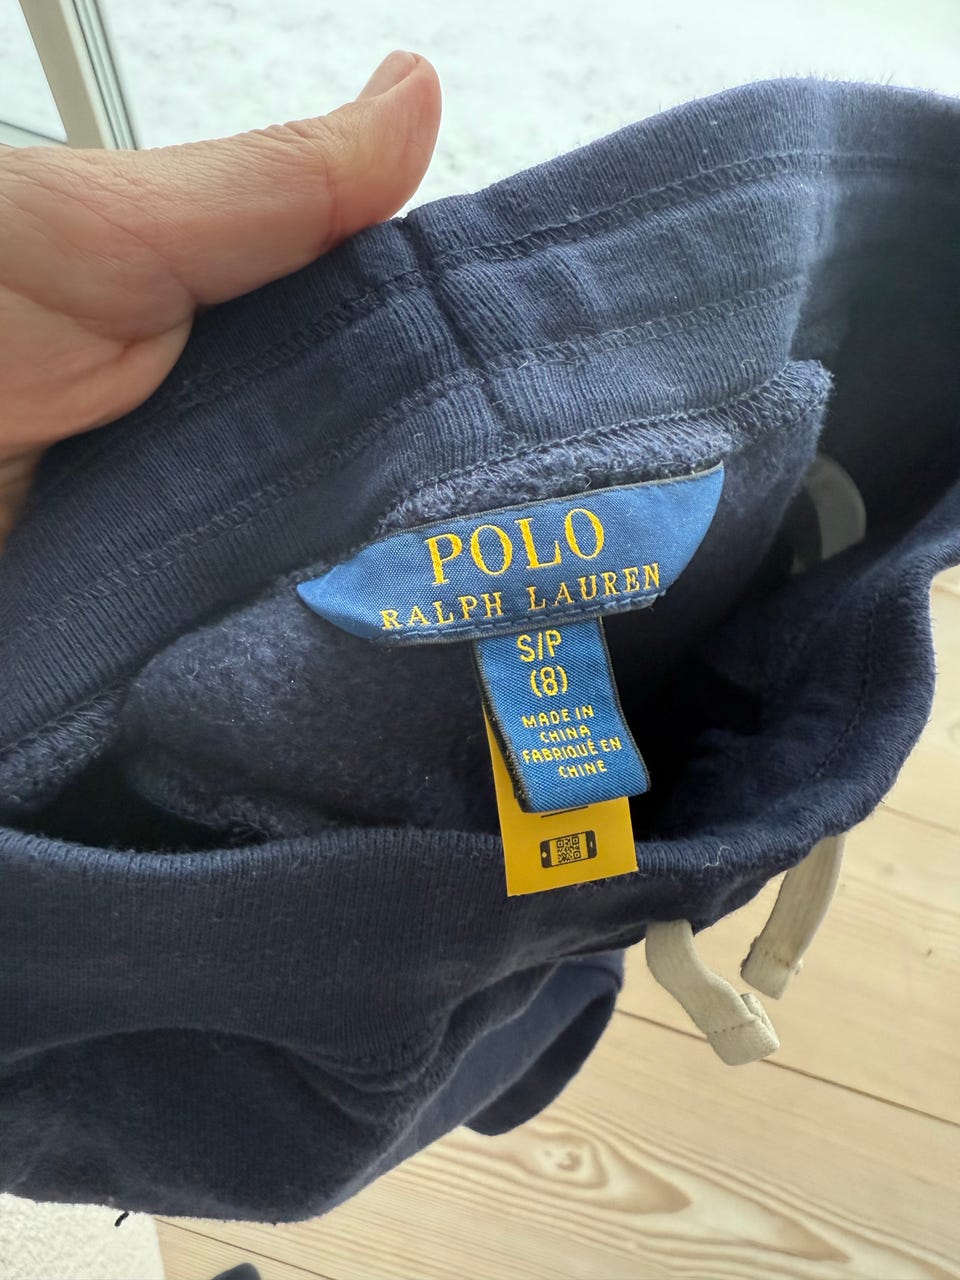 POLO
RALPH LAUREN
S/P
(8)
MADE IN
CHINA
FABRIQUÉ EN
CHINE